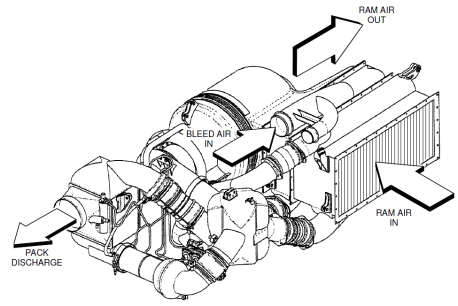 RAM AIR
OUT
BLEED AIR
IN
RAM AIR
IN
PACK
DISCHARGE